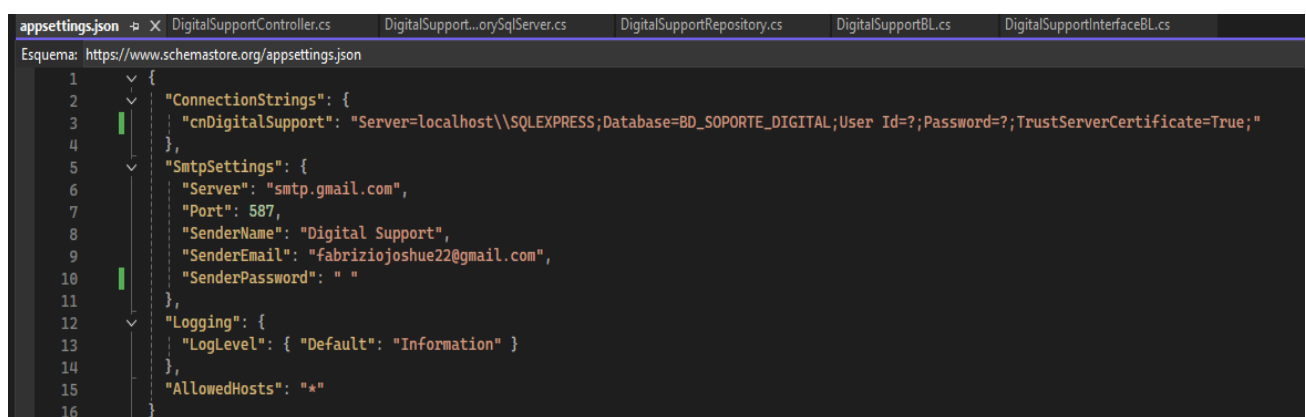 appsettings.json DigitalSupportController.cs DigitalSupport...orySqlServer.cs DigitalSupportRepository.cs DigitalSupportBL.cs DigitalSupportInterfaceBL.cs
Esquema: https://www.schemastore.org/appsettings.json
1 {
2 "ConnectionStrings": {
3 "cnDigitalSupport": "Server=localhost\\SQLEXPRESS;Database=BD_SOPORTE_DIGITAL;User Id=?;Password=?;TrustServerCertificate=True;"
4 },
5 "SmtpSettings": {
6 "Server": "smtp.gmail.com",
7 "Port": 587,
8 "SenderName": "Digital Support",
9 "SenderEmail": "fabriziojoshue22@gmail.com",
10 "SenderPassword": " "
11 },
12 "Logging": {
13 "LogLevel": { "Default": "Information" }
14 },
15 "AllowedHosts": "*"
16 }